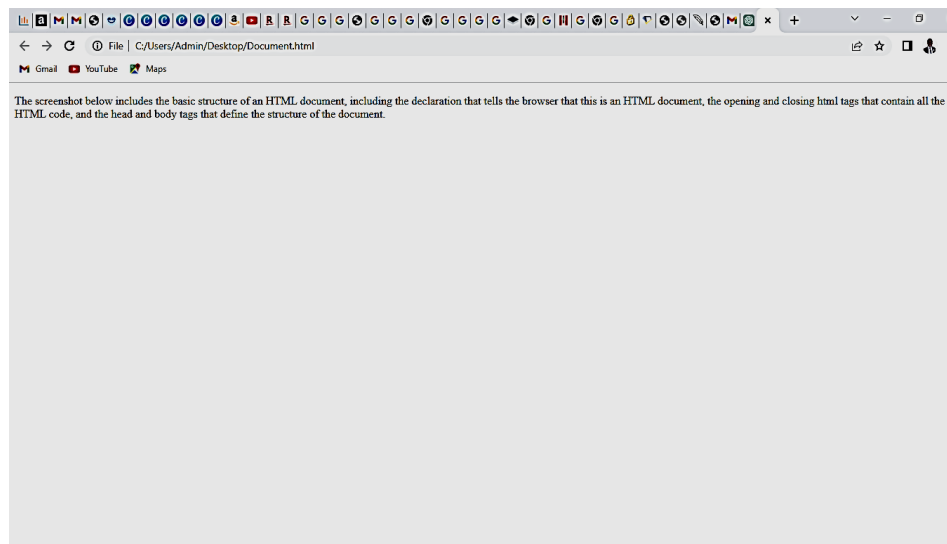 File | C:/Users/Admin/Desktop/Document.html
Gmail YouTube Maps
The screenshot below includes the basic structure of an HTML document, including the declaration that tells the browser that this is an HTML document, the opening and closing html tags that contain all the
HTML code, and the head and body tags that define the structure of the document.